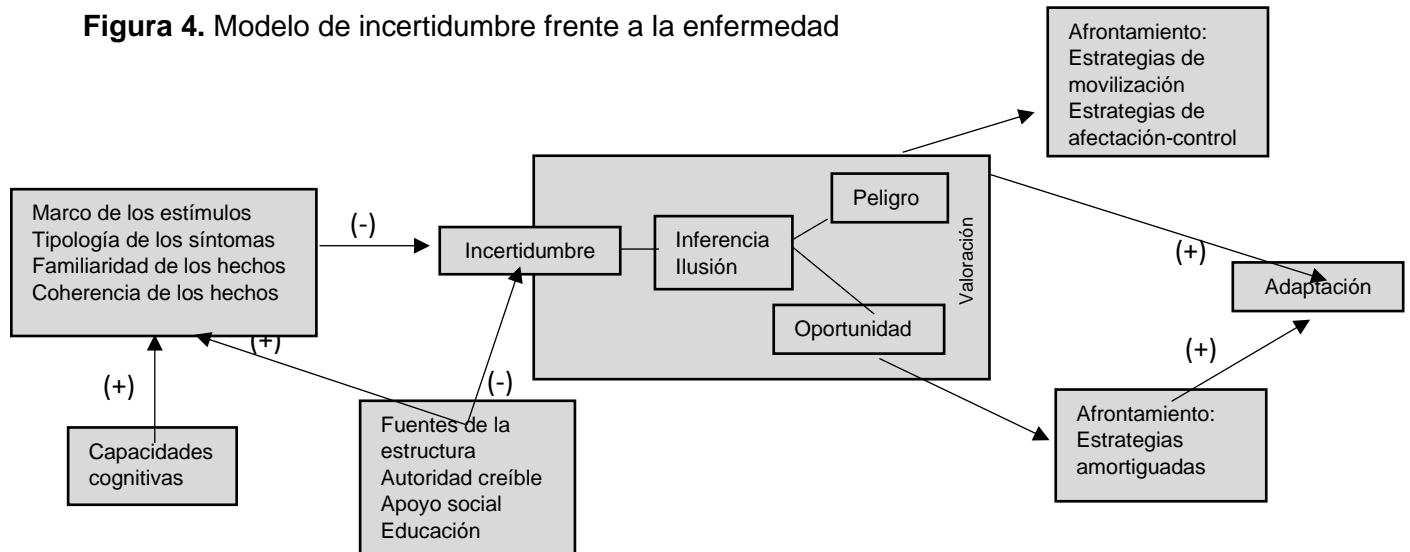 Figura 4. Modelo de incertidumbre frente a la enfermedad
Afrontamiento:
Estrategias de
movilización
Estrategias de
afectación-control
Marco de los estímulos
Tipología de los síntomas
Familiaridad de los hechos
Coherencia de los hechos
(-)
Incertidumbre
Inferencia
Ilusión
Peligro
Oportunidad
Valoración
(+)
Adaptación
(+)
(+)
(+)
(-)
Capacidades
cognitivas
Fuentes de la
estructura
Autoridad creíble
Apoyo social
Educación
Afrontamiento:
Estrategias
amortiguadas